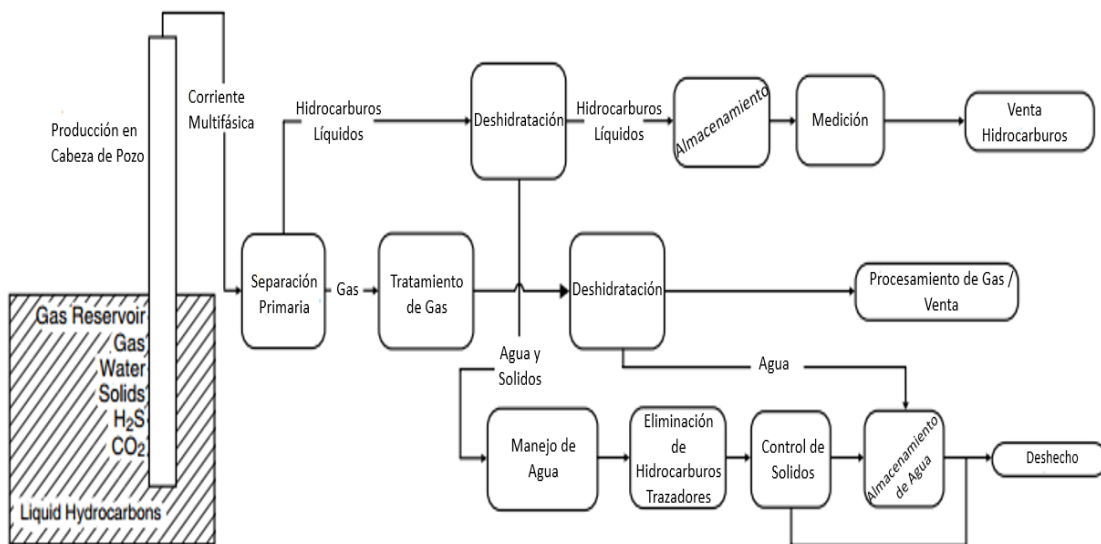 Producción en
Cabeza de Pozo
Corriente
Multifásica
Gas Reservoir
Gas
Water
Solids
H₂S
CO₂
Liquid Hydrocarbons
Hidrocarburos
Líquidos
Deshidratación
Hidrocarburos
Líquidos
Almacenamiento
Medición
Venta
Hidrocarburos
Separación
Primaria
Gas
Tratamiento
de Gas
Deshidratación
Procesamiento de Gas /
Venta
Agua y
Solidos
Agua
Manejo de
Agua
Eliminación
de
Hidrocarburos
Trazadores
Control de
Solidos
Almacenamiento
de Agua
Deshecho